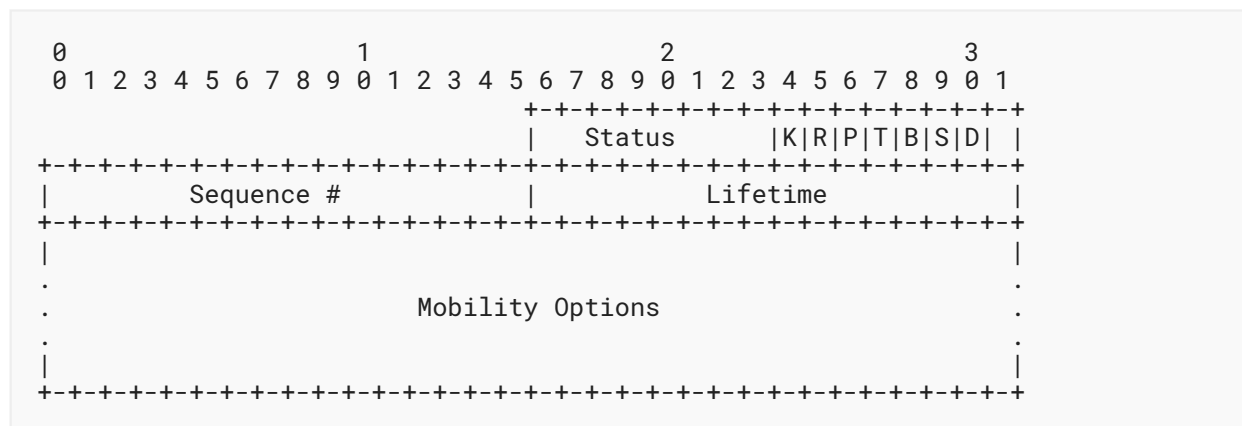 0                   1                   2                   3
 0 1 2 3 4 5 6 7 8 9 0 1 2 3 4 5 6 7 8 9 0 1 2 3 4 5 6 7 8 9 0 1
                                +-+-+-+-+-+-+-+-+-+-+-+-+-+-+-+-+
                                |   Status      |K|R|P|T|B|S|D| |
+-+-+-+-+-+-+-+-+-+-+-+-+-+-+-+-+-+-+-+-+-+-+-+-+-+-+-+-+-+-+-+-+
|         Sequence #            |           Lifetime            |
+-+-+-+-+-+-+-+-+-+-+-+-+-+-+-+-+-+-+-+-+-+-+-+-+-+-+-+-+-+-+-+-+
|                                                               |
.                                                               .
.                        Mobility Options                       .
.                                                               .
|                                                               |
+-+-+-+-+-+-+-+-+-+-+-+-+-+-+-+-+-+-+-+-+-+-+-+-+-+-+-+-+-+-+-+-+